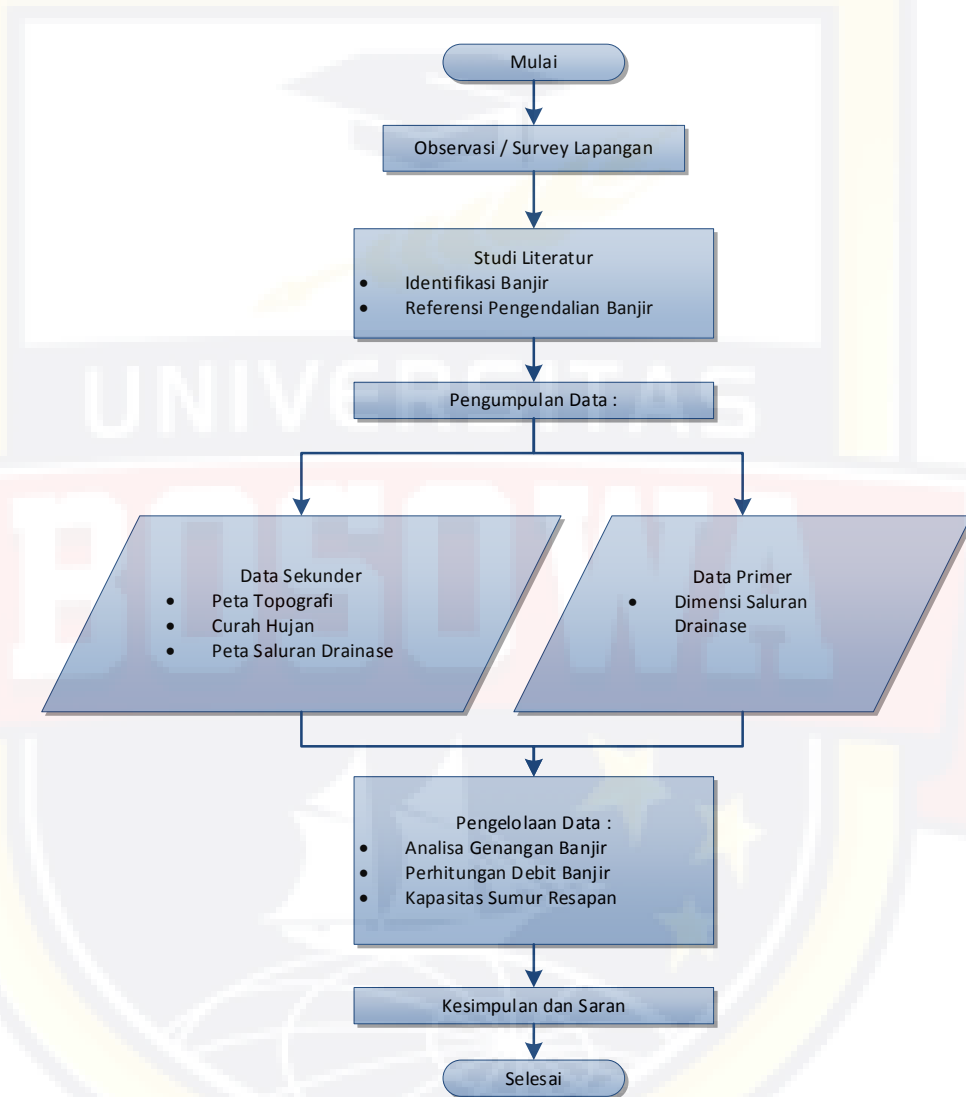 Mulai
Observasi / Survey Lapangan
Studi Literatur
• Identifikasi Banjir
• Referensi Pengendalian Banjir
Pengumpulan Data :
Data Sekunder
• Peta Topografi
• Curah Hujan
• Peta Saluran Drainase
Data Primer
• Dimensi Saluran
Drainase
Pengelolaan Data :
• Analisa Genangan Banjir
• Perhitungan Debit Banjir
• Kapasitas Sumur Resapan
Kesimpulan dan Saran
Selesai
UNIVERSITAS
BOSOWA